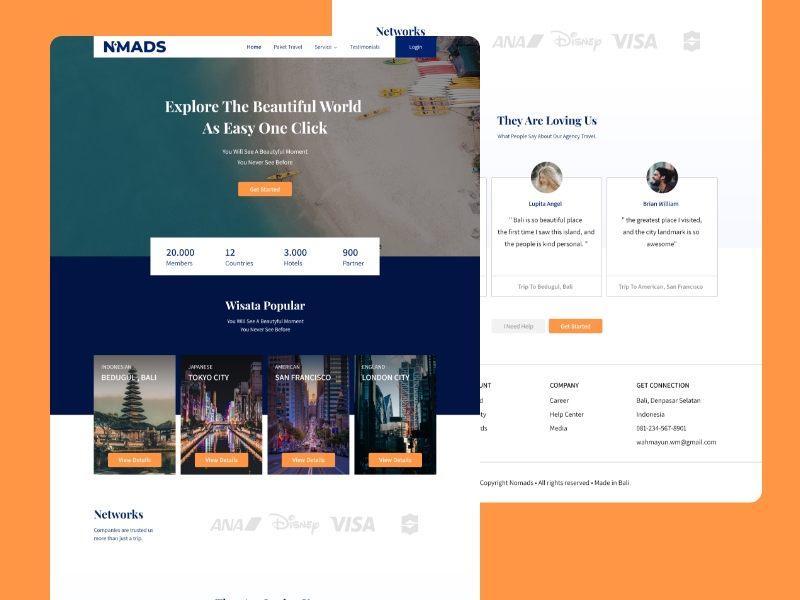 NOMADS
Home
Paket Travel
Service
Testimonials
Login
Explore The Beautiful World
As Easy One Click
You Will See A Beautyful Moment
You Never See Before
Get Started
20.000
Members
12
Countries
3.000
Hotels
900
Partner
Wisata Popular
You Will See A Beautyful Moment
You Never See Before
INDONESIAN
BEDUGUL, BALI
View Details
JAPANESE
TOKYO CITY
View Details
AMERICAN
SAN FRANCISCO
View Details
ENGLAND
LONDON CITY
View Details
Networks
Companies are trusted us
more than just a trip.
ANA
Disney
VISA
Networks
ANA
Disney
VISA
They Are Loving Us
What People Say About Our Agency Travel.
Lupita Angel
" Bali is so beautiful place
the first time I saw this island, and
the people is kind personal. "
Trip To Bedugul, Bali
Brian William
" the greatest place I visited,
and the city landmark is so
awesome"
Trip To American, San Francisco
I Need Help
Get Started
COMPANY
Career
Help Center
Media
GET CONNECTION
Bali, Denpasar Selatan
Indonesia
081-234-567-8901
wahmayun.wm@gmail.com
Copyright Nomads • All rights reserved • Made in Bali